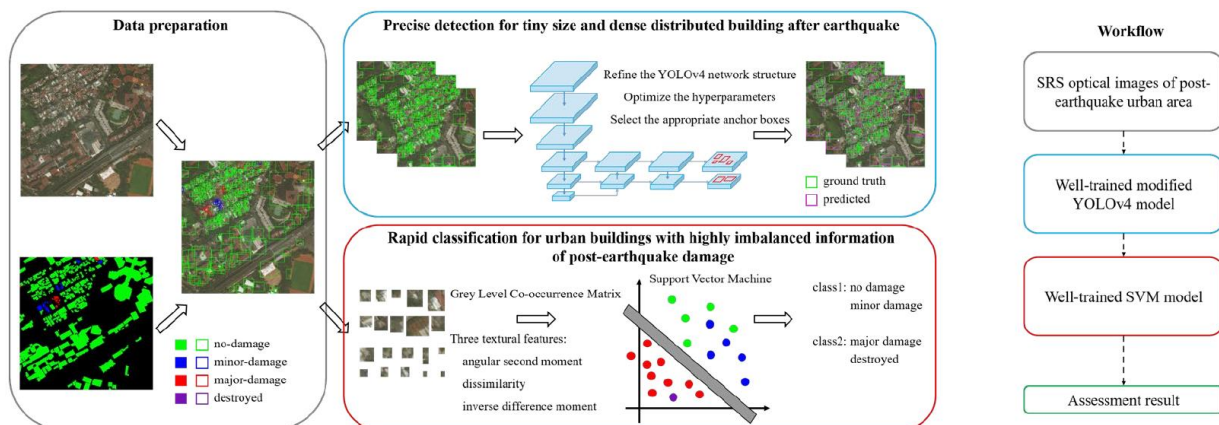 Data preparation
no-damage
minor-damage
major-damage
destroyed
Precise detection for tiny size and dense distributed building after earthquake
Refine the YOLOv4 network structure
Optimize the hyperparameters
Select the appropriate anchor boxes
ground truth
predicted
Rapid classification for urban buildings with highly imbalanced information
of post-earthquake damage
Grey Level Co-occurrence Matrix
Three textural features:
angular second moment
dissimilarity
inverse difference moment
Support Vector Machine
class1: no damage
minor damage
class2: major damage
destroyed
Workflow
SRS optical images of post-
earthquake urban area
Well-trained modified
YOLOv4 model
Well-trained SVM model
Assessment result